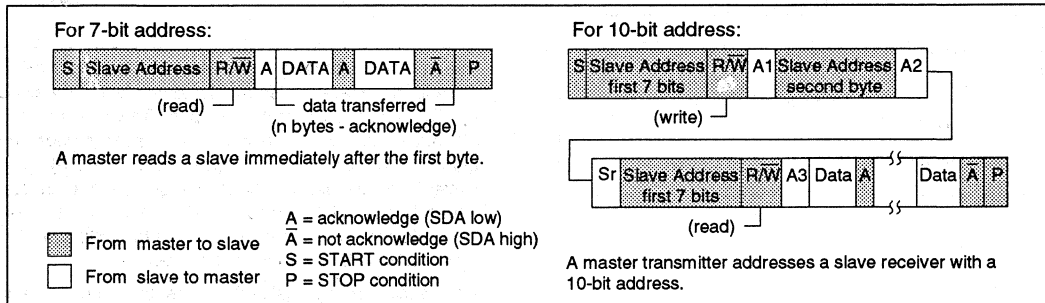 For 7-bit address:
S Slave Address R/W̅ A DATA A DATA A̅ P
(read)
data transferred
(n bytes - acknowledge)
A master reads a slave immediately after the first byte.
From master to slave
From slave to master
A = acknowledge (SDA low)
A̅ = not acknowledge (SDA high)
S = START condition
P = STOP condition
For 10-bit address:
S Slave Address first 7 bits R/W̅ A1 Slave Address second byte A2
(write)
Sr Slave Address first 7 bits R/W̅ A3 Data A Data A̅ P
(read)
A master transmitter addresses a slave receiver with a
10-bit address.